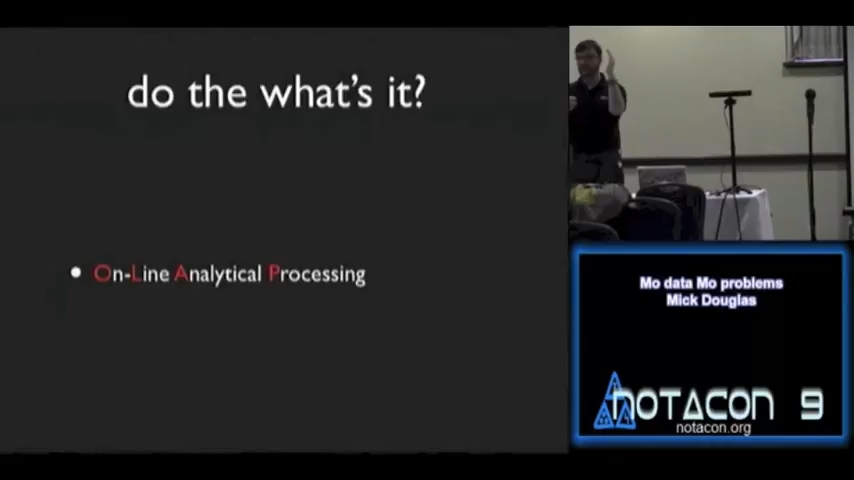 do the what's it?
• On-Line Analytical Processing
Mo data Mo problems
Mick Douglas
NOTACON 9
notacon.org